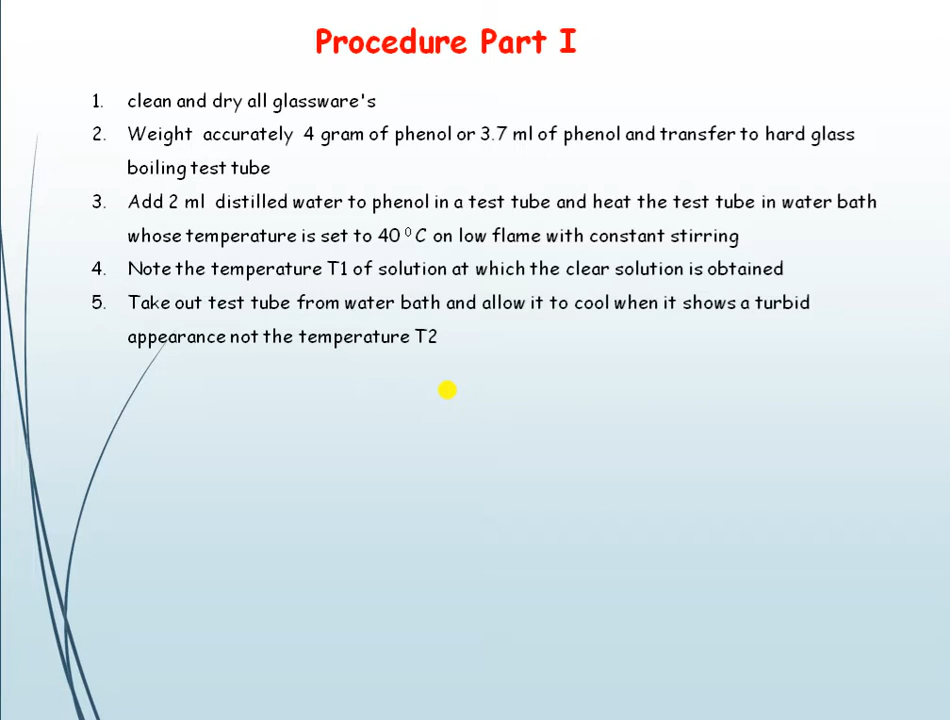 Procedure Part I
1. clean and dry all glassware's
2. Weight accurately 4 gram of phenol or 3.7 ml of phenol and transfer to hard glass
boiling test tube
3. Add 2 ml distilled water to phenol in a test tube and heat the test tube in water bath
whose temperature is set to 40 ⁰ C on low flame with constant stirring
4. Note the temperature T1 of solution at which the clear solution is obtained
5. Take out test tube from water bath and allow it to cool when it shows a turbid
appearance not the temperature T2